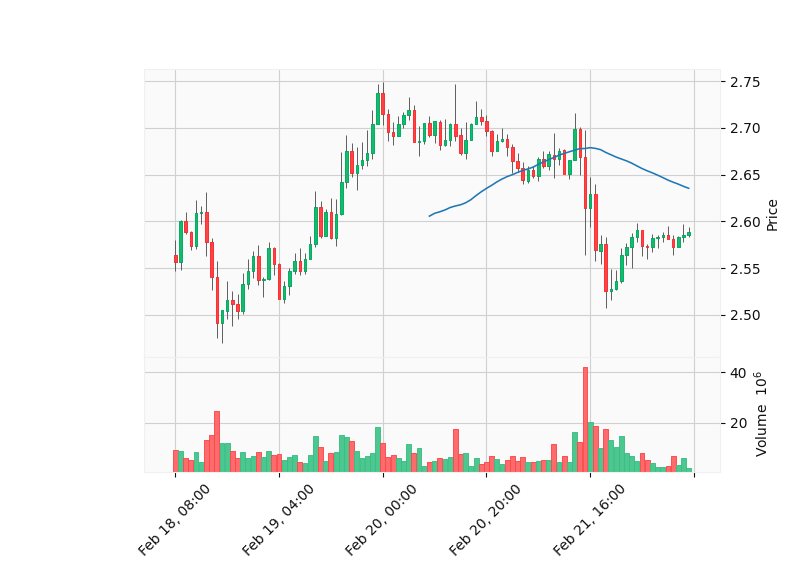 2.75
2.70
2.65
2.60
2.55
2.50
Price
40
20
Volume 10^6
Feb 18, 08:00
Feb 19, 04:00
Feb 20, 00:00
Feb 20, 20:00
Feb 21, 16:00